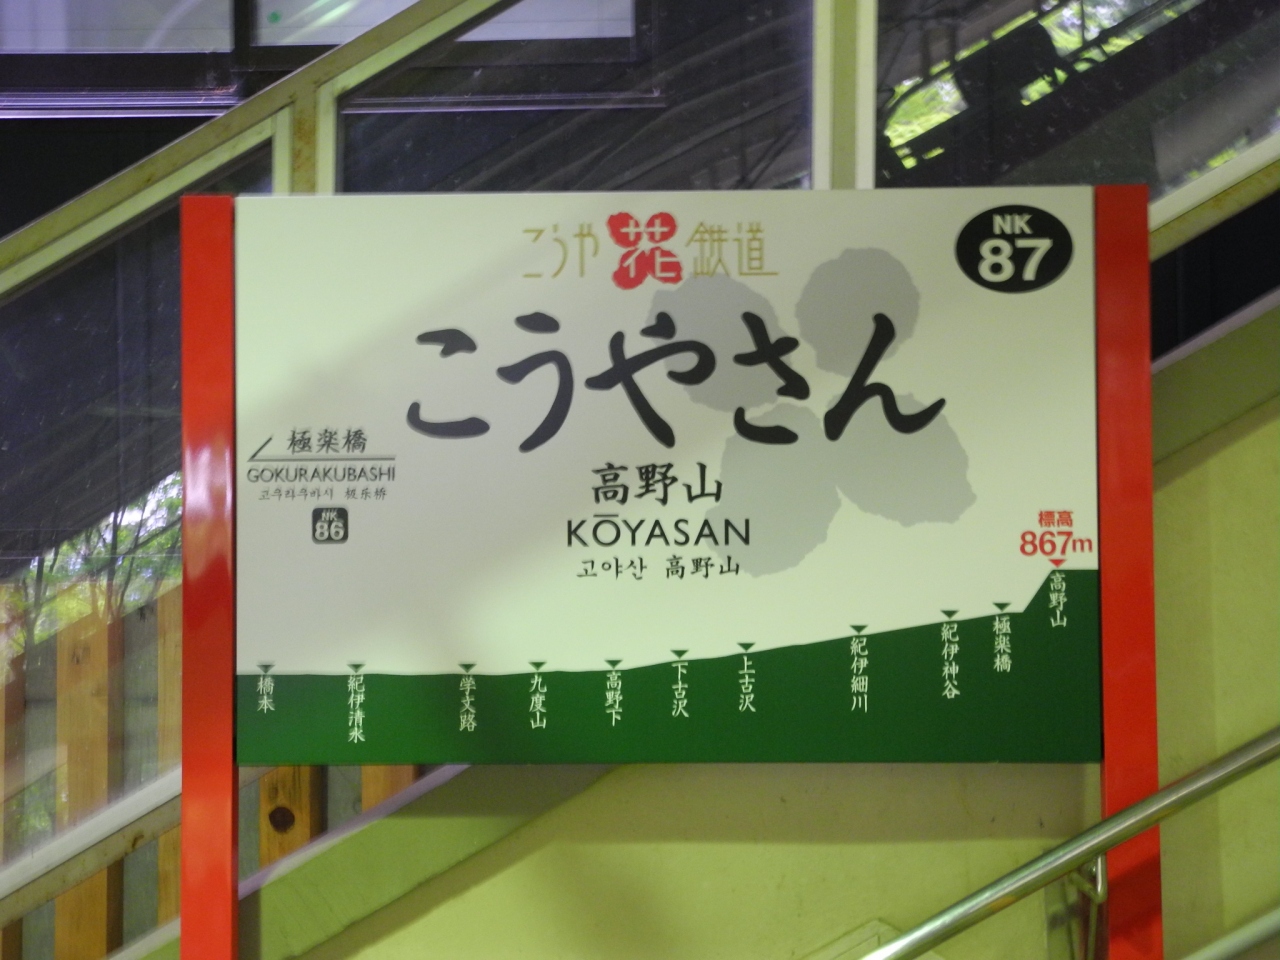 こうや花鉄道
NK
87
こうやさん
極楽橋
GOKURAKUBASHI
고쿠라쿠바시 极乐桥
NK
86
高野山
KŌYASAN
고야산 高野山
標高
867m
橋本
紀伊清水
学文路
九度山
高野下
下古沢
上古沢
紀伊細川
紀伊神谷
極楽橋
高野山